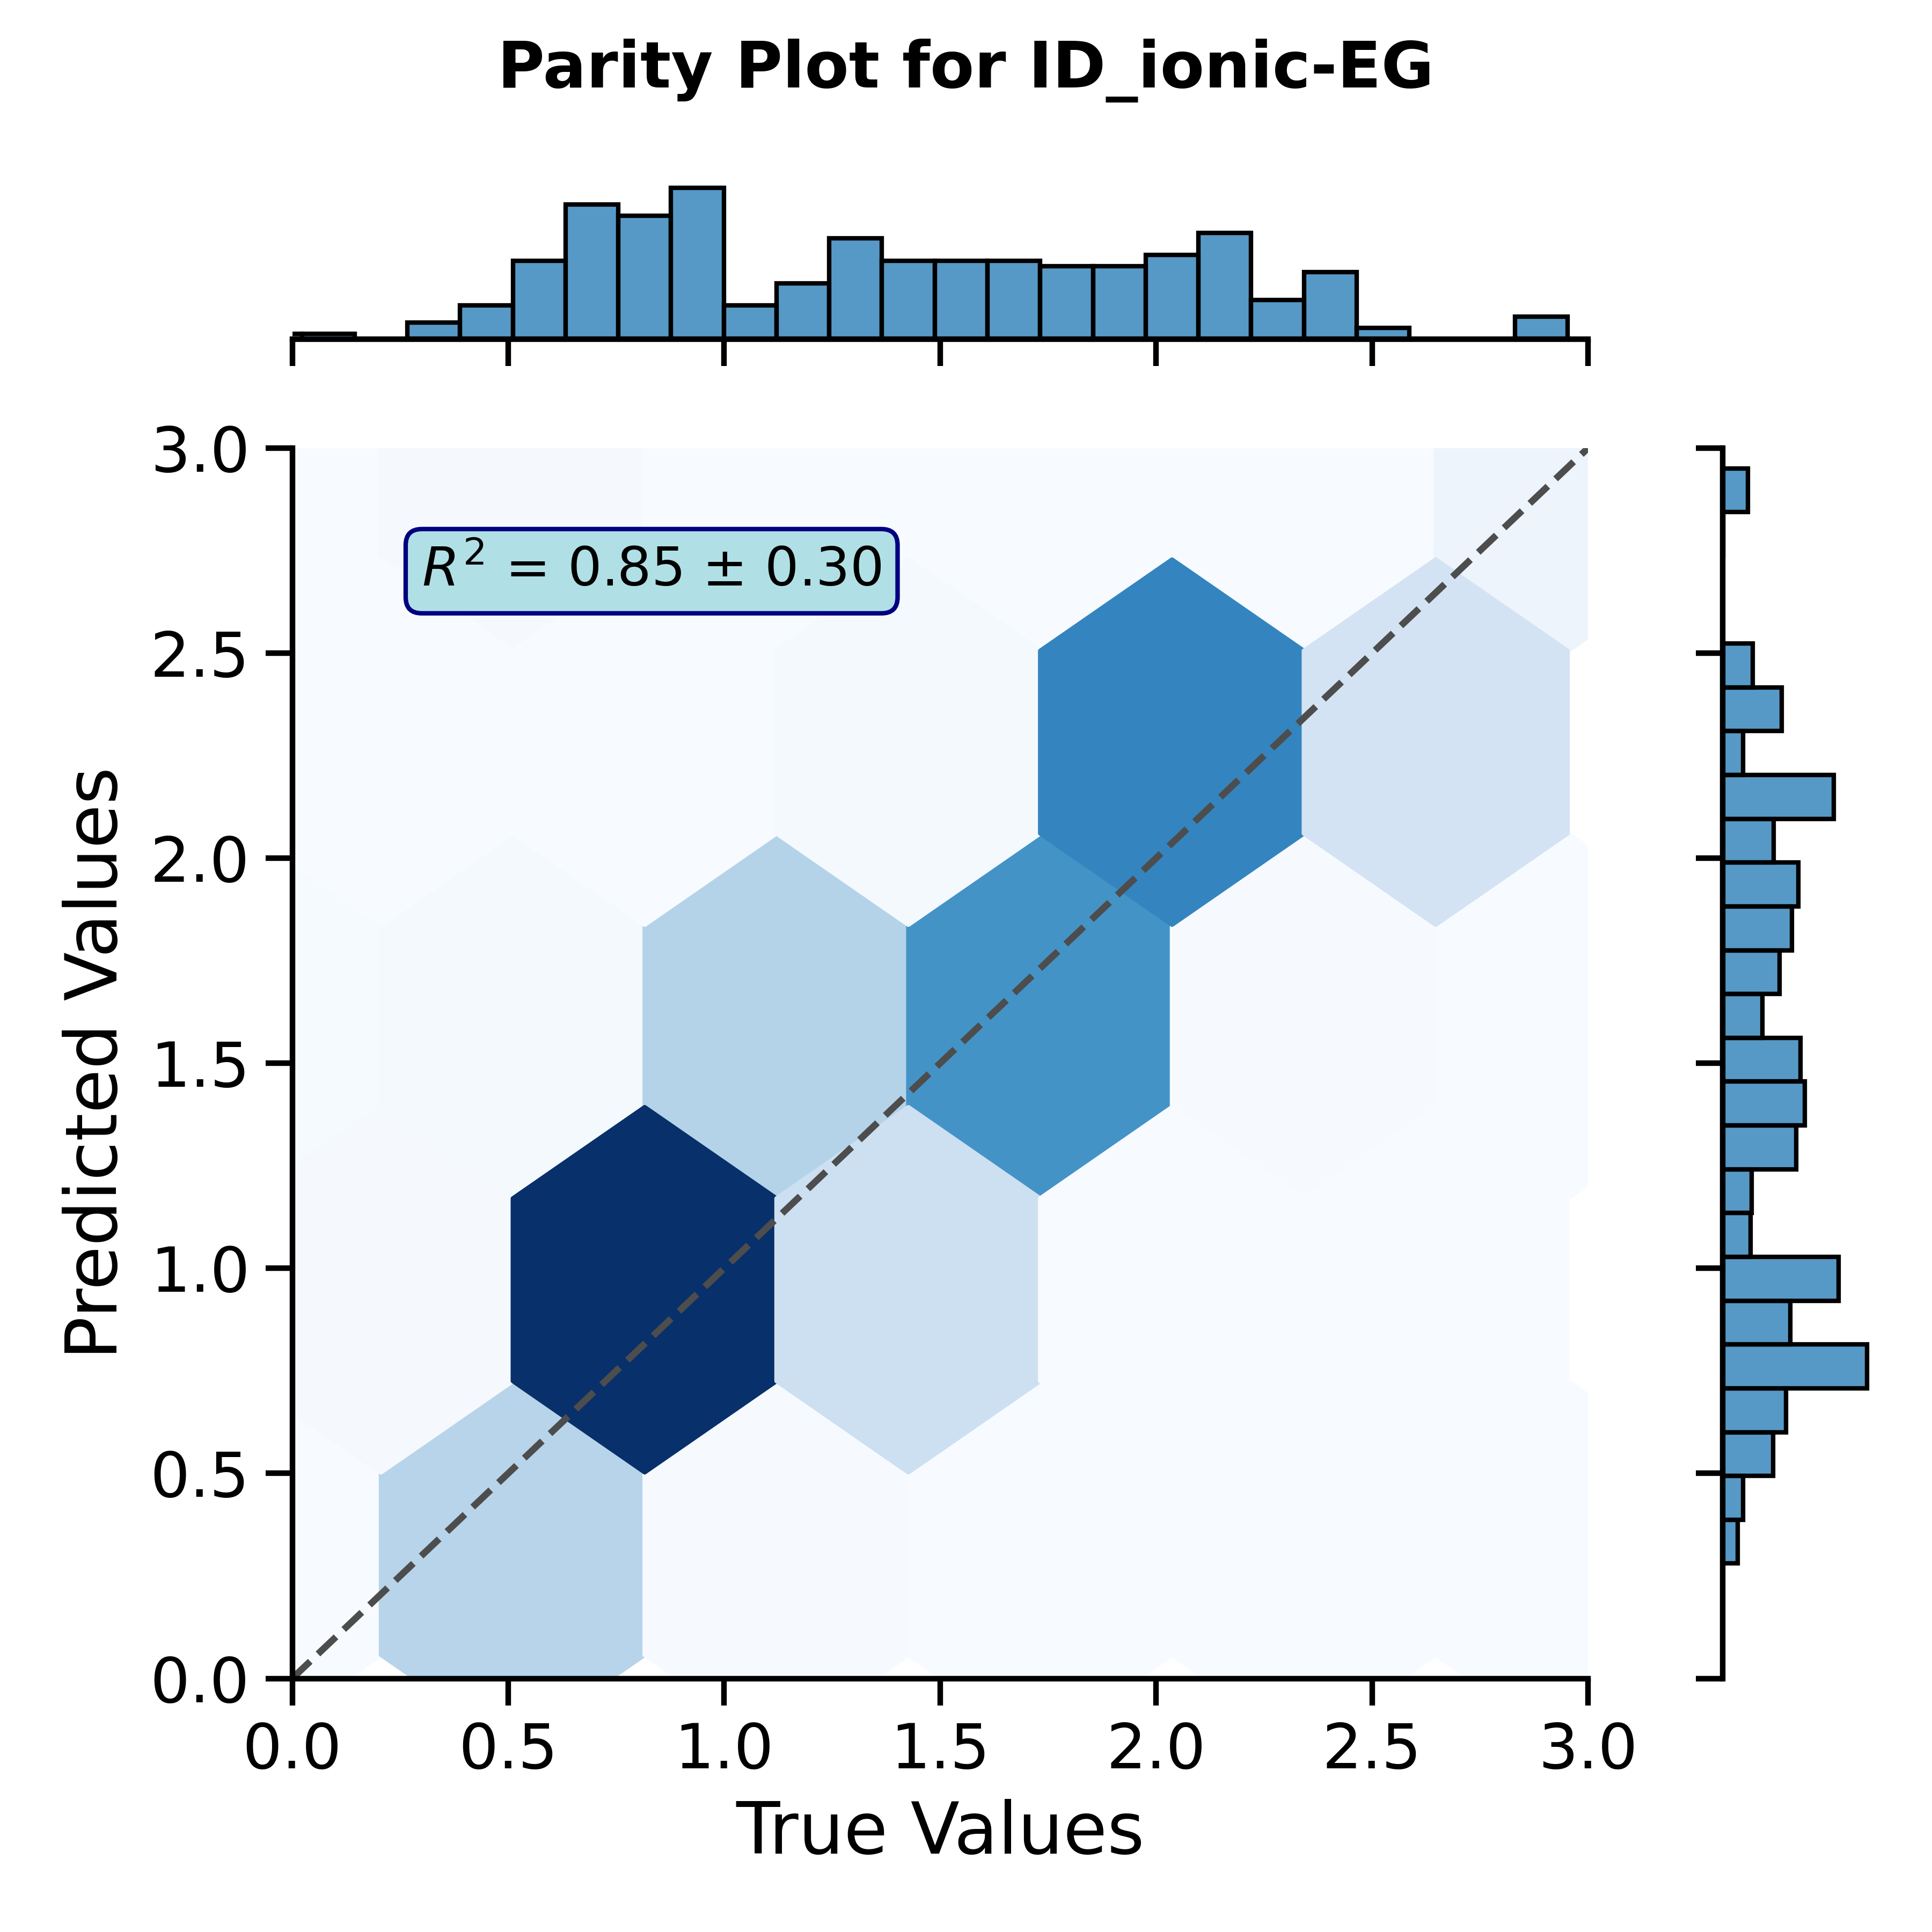 Parity Plot for ID_ionic-EG
3.0
R² = 0.85 ± 0.30
2.5
2.0
1.5
1.0
0.5
0.0
Predicted Values
0.0 0.5 1.0 1.5 2.0 2.5 3.0
True Values